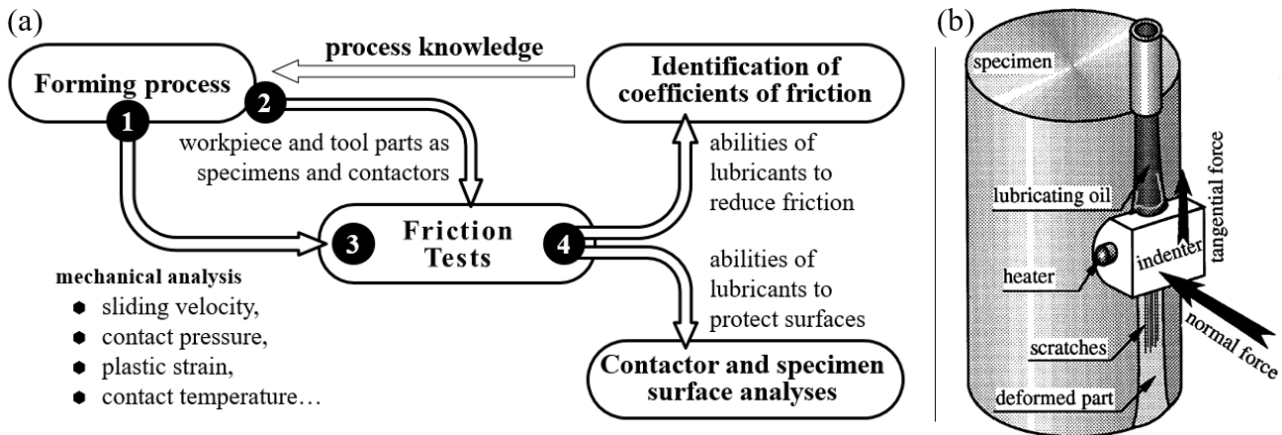 (a)
process knowledge
Forming process
Identification of
coefficients of friction
1
2
workpiece and tool parts as
specimens and contactors
abilities of
lubricants to
reduce friction
3
Friction
Tests
4
mechanical analysis
sliding velocity,
contact pressure,
plastic strain,
contact temperature…
abilities of
lubricants to
protect surfaces
Contactor and specimen
surface analyses
(b)
specimen
lubricating oil
tangential force
indenter
heater
normal force
scratches
deformed part